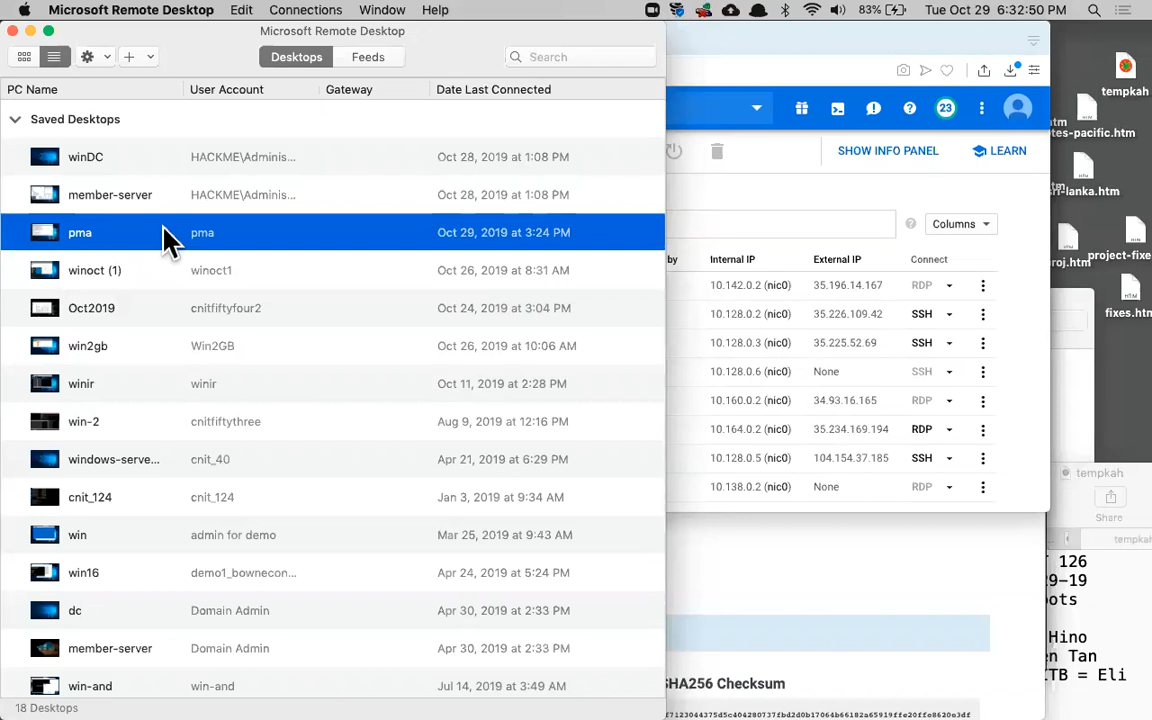 Microsoft Remote Desktop Edit Connections Window Help 83% Tue Oct 29 6:32:50 PM
Microsoft Remote Desktop
Desktops Feeds
Search
PC Name User Account Gateway Date Last Connected
Saved Desktops
winDC HACKME\Adminis... Oct 28, 2019 at 1:08 PM
member-server HACKME\Adminis... Oct 28, 2019 at 1:08 PM
pma pma Oct 29, 2019 at 3:24 PM
winoct (1) winoct1 Oct 26, 2019 at 8:31 AM
Oct2019 cnitfiftyfour2 Oct 24, 2019 at 3:04 PM
win2gb Win2GB Oct 26, 2019 at 10:06 AM
winir winir Oct 11, 2019 at 2:28 PM
win-2 cnitfiftythree Aug 9, 2019 at 12:16 PM
windows-serve... cnit_40 Apr 21, 2019 at 6:29 PM
cnit_124 cnit_124 Jan 3, 2019 at 9:34 AM
win admin for demo Mar 25, 2019 at 9:43 AM
win16 demo1_bownecon... Apr 24, 2019 at 5:24 PM
dc Domain Admin Apr 30, 2019 at 2:33 PM
member-server Domain Admin Apr 30, 2019 at 2:33 PM
win-and win-and Jul 14, 2019 at 3:49 AM
18 Desktops
23
SHOW INFO PANEL LEARN
Columns
by Internal IP External IP Connect
10.142.0.2 (nic0) 35.196.14.167 RDP
10.128.0.2 (nic0) 35.226.109.42 SSH
10.128.0.3 (nic0) 35.225.52.69 SSH
10.128.0.6 (nic0) None SSH
10.160.0.2 (nic0) 34.93.16.165 RDP
10.164.0.2 (nic0) 35.234.169.194 RDP
10.128.0.5 (nic0) 104.154.37.185 SSH
10.138.0.2 (nic0) None RDP
SHA256 Checksum
tempkah
tes-pacific.htm
sri-lanka.htm
project-fixe
roj.htm
fixes.htm
tempkah
Share
tempkah
T 126
29-19
ots
Hino
en Tan
ITB = Eli